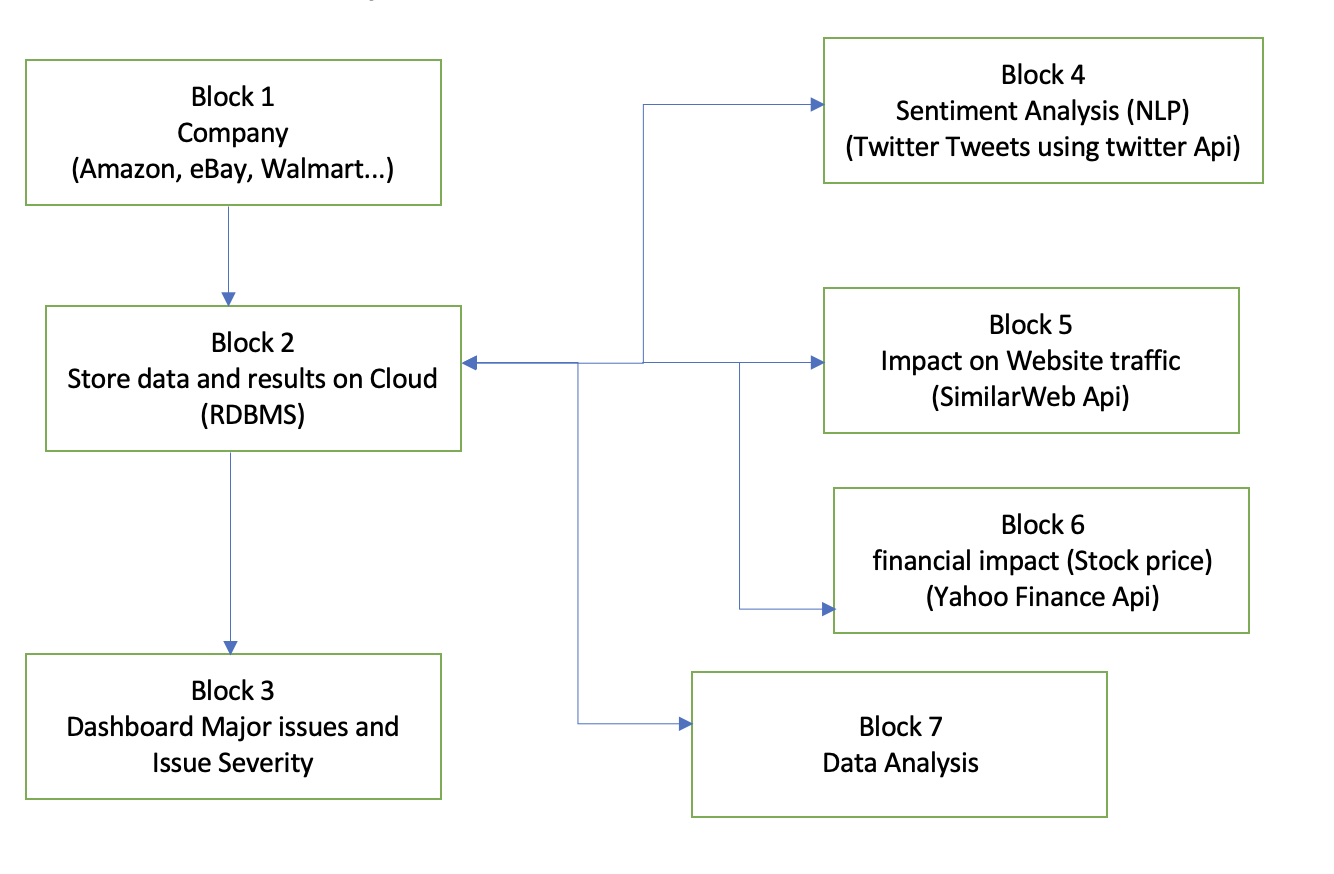 Block 1
Company
(Amazon, eBay, Walmart...)
Block 2
Store data and results on Cloud
(RDBMS)
Block 3
Dashboard Major issues and
Issue Severity
Block 4
Sentiment Analysis (NLP)
(Twitter Tweets using twitter Api)
Block 5
Impact on Website traffic
(SimilarWeb Api)
Block 6
financial impact (Stock price)
(Yahoo Finance Api)
Block 7
Data Analysis